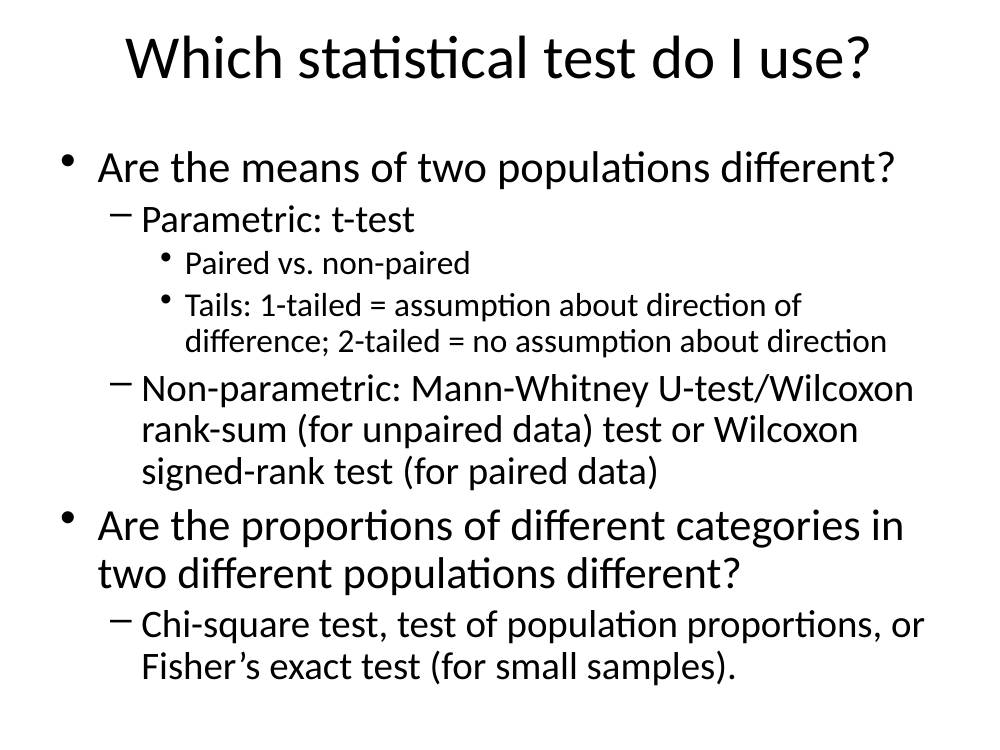 Which statistical test do I use?
• Are the means of two populations different?
– Parametric: t-test
• Paired vs. non-paired
• Tails: 1-tailed = assumption about direction of
difference; 2-tailed = no assumption about direction
– Non-parametric: Mann-Whitney U-test/Wilcoxon
rank-sum (for unpaired data) test or Wilcoxon
signed-rank test (for paired data)
• Are the proportions of different categories in
two different populations different?
– Chi-square test, test of population proportions, or
Fisher’s exact test (for small samples).